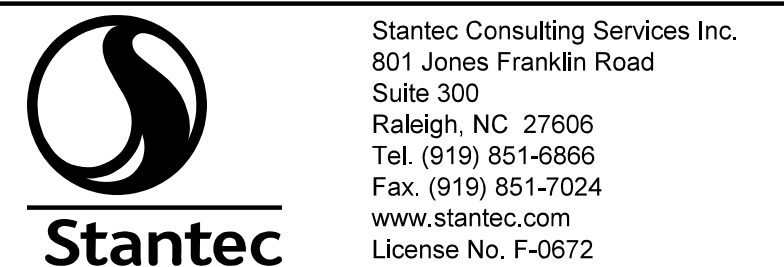 Stantec
Stantec Consulting Services Inc.
801 Jones Franklin Road
Suite 300
Raleigh, NC  27606
Tel. (919) 851-6866
Fax. (919) 851-7024
www.stantec.com
License No. F-0672